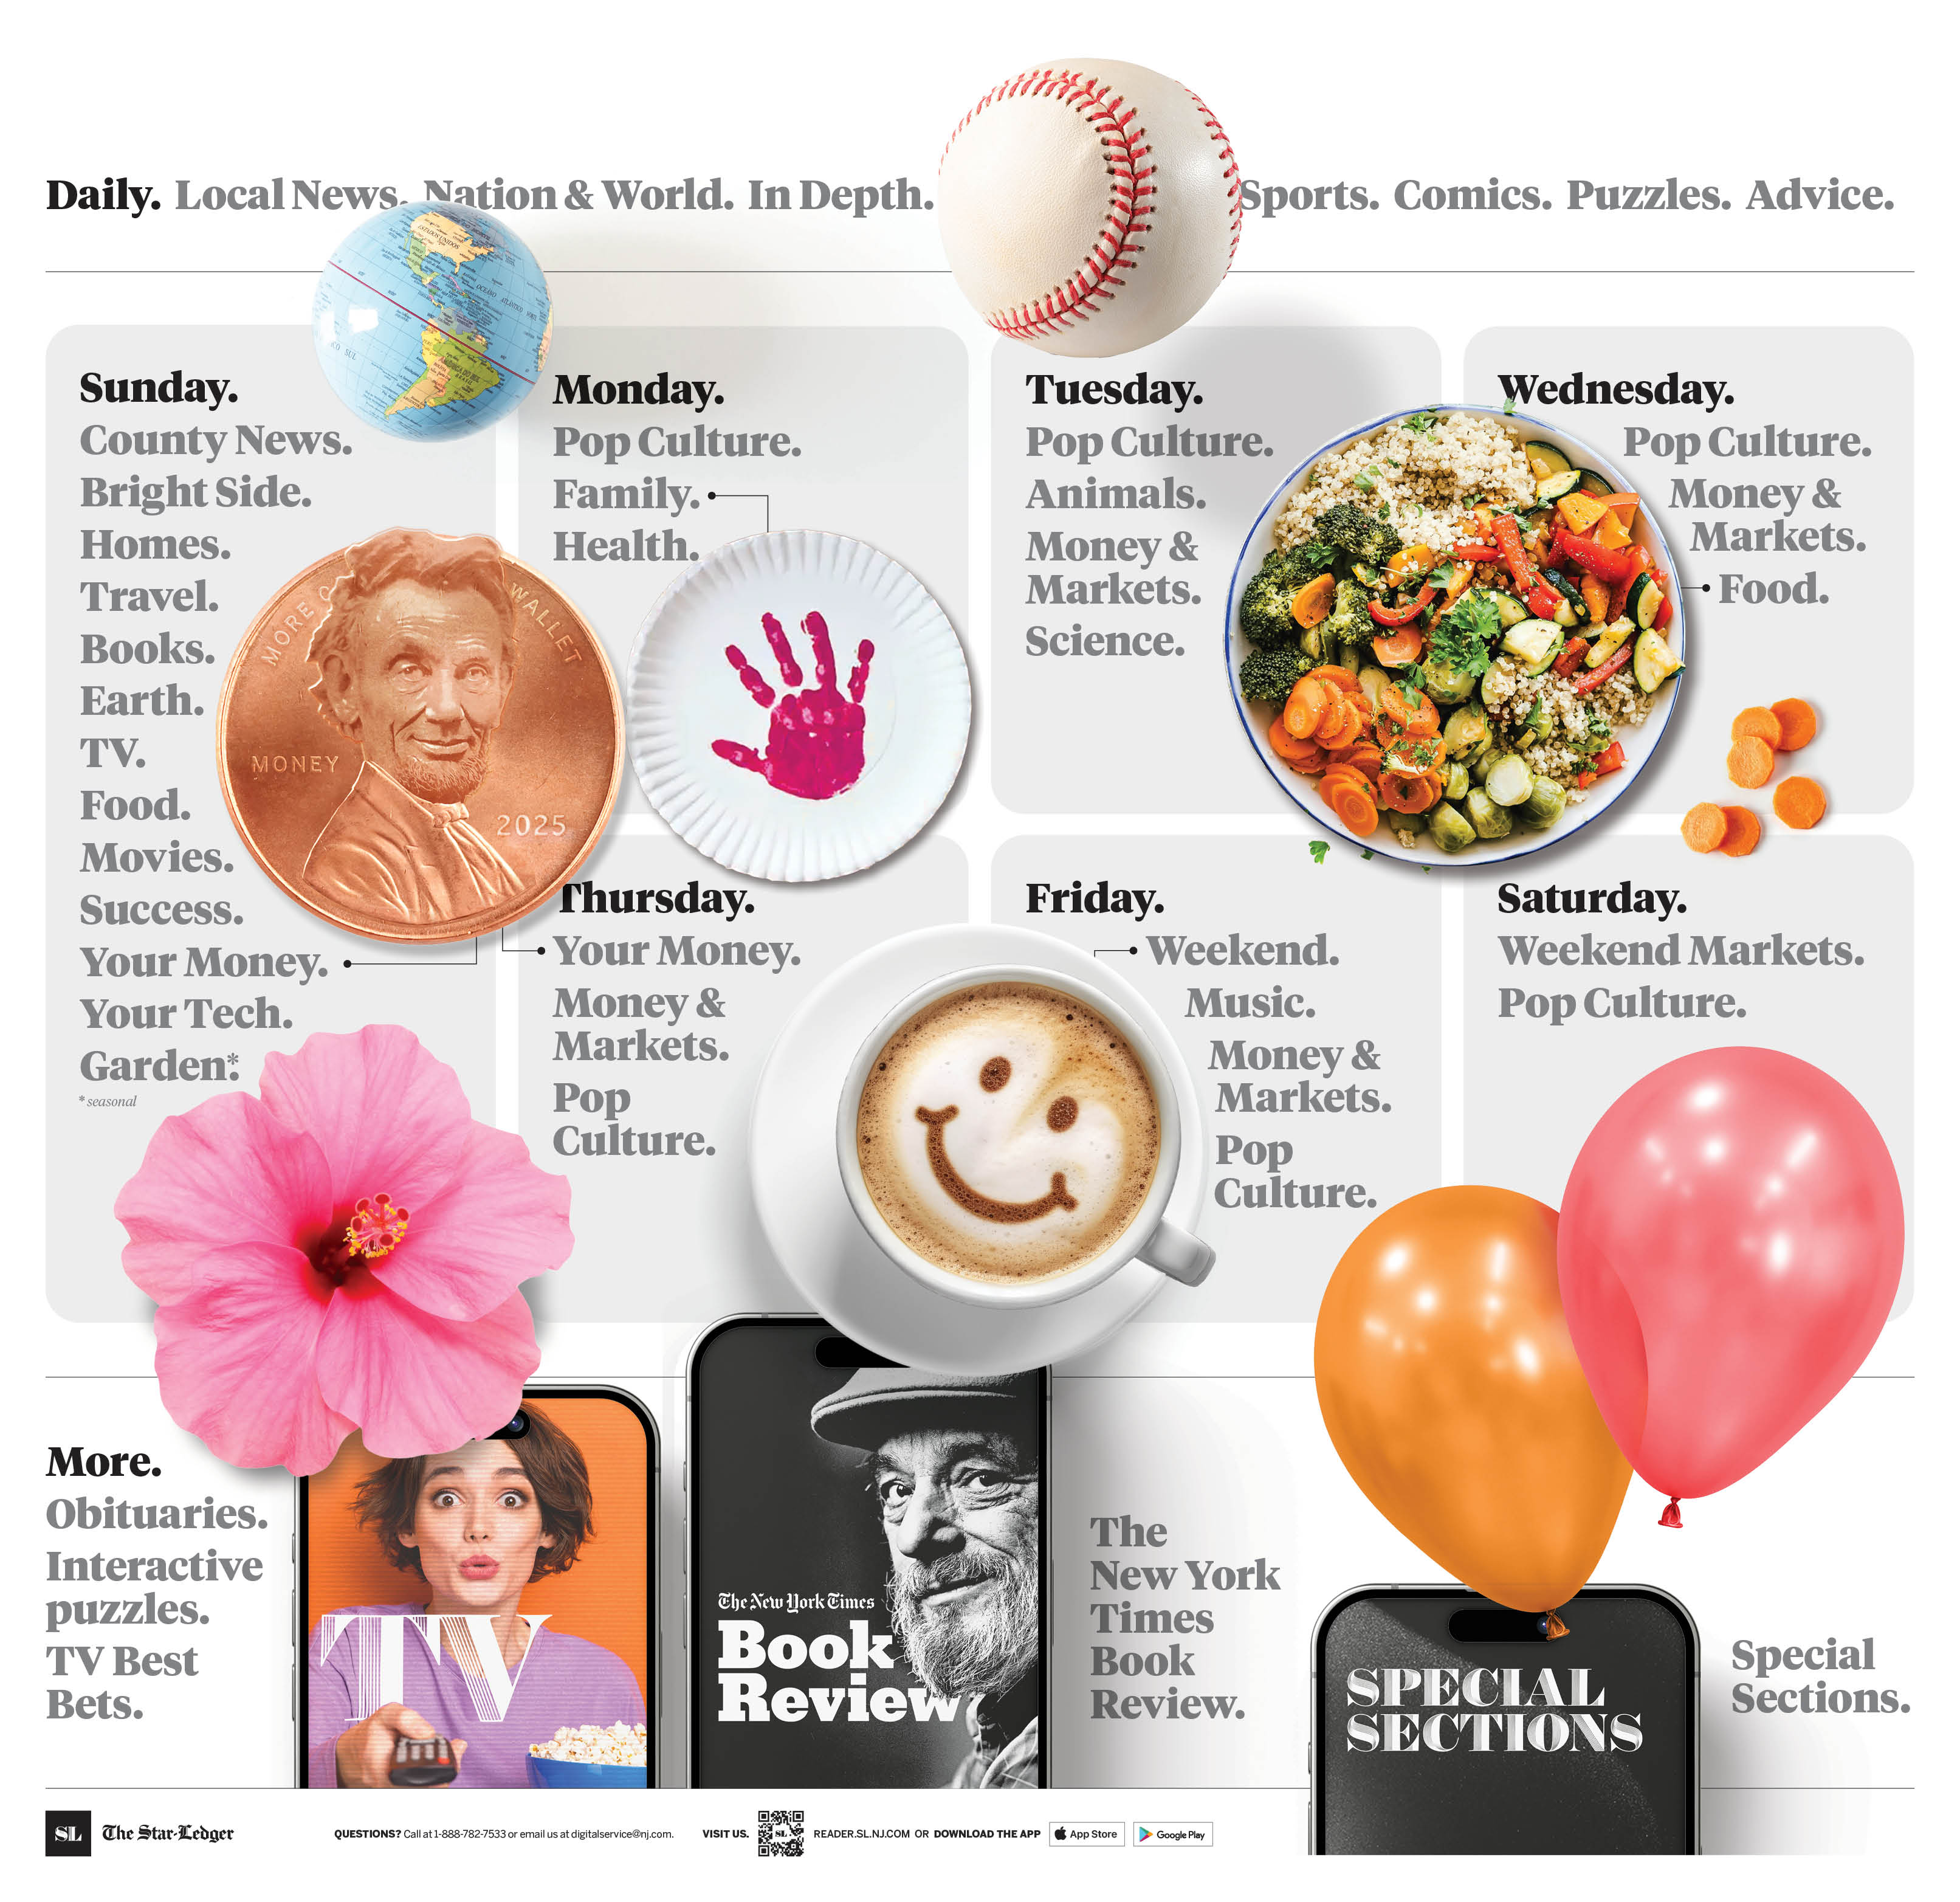 Daily. Local News. Nation & World. In Depth. Sports. Comics. Puzzles. Advice.
Sunday.
County News.
Bright Side.
Homes.
Travel.
Books.
Earth.
TV.
Food.
Movies.
Success.
Your Money.
Your Tech.
Garden.*
* seasonal
Monday.
Pop Culture.
Family.
Health.
Tuesday.
Pop Culture.
Animals.
Money &
Markets.
Science.
Wednesday.
Pop Culture.
Money &
Markets.
Food.
MORE
WALLET
MONEY
2025
Thursday.
Your Money.
Money &
Markets.
Pop
Culture.
Friday.
Weekend.
Music.
Money &
Markets.
Pop
Culture.
Saturday.
Weekend Markets.
Pop Culture.
ESTADOS UNIDOS
OCEANO ATLÂNTICO
More.
Obituaries.
Interactive
puzzles.
TV Best
Bets.
TV
The New York Times
Book
Review
The
New York
Times
Book
Review.
SPECIAL
SECTIONS
Special
Sections.
SL The Star-Ledger
QUESTIONS? Call at 1-888-782-7533 or email us at digitalservice@nj.com.
VISIT US. SL READER.SL.NJ.COM OR DOWNLOAD THE APP App Store Google Play